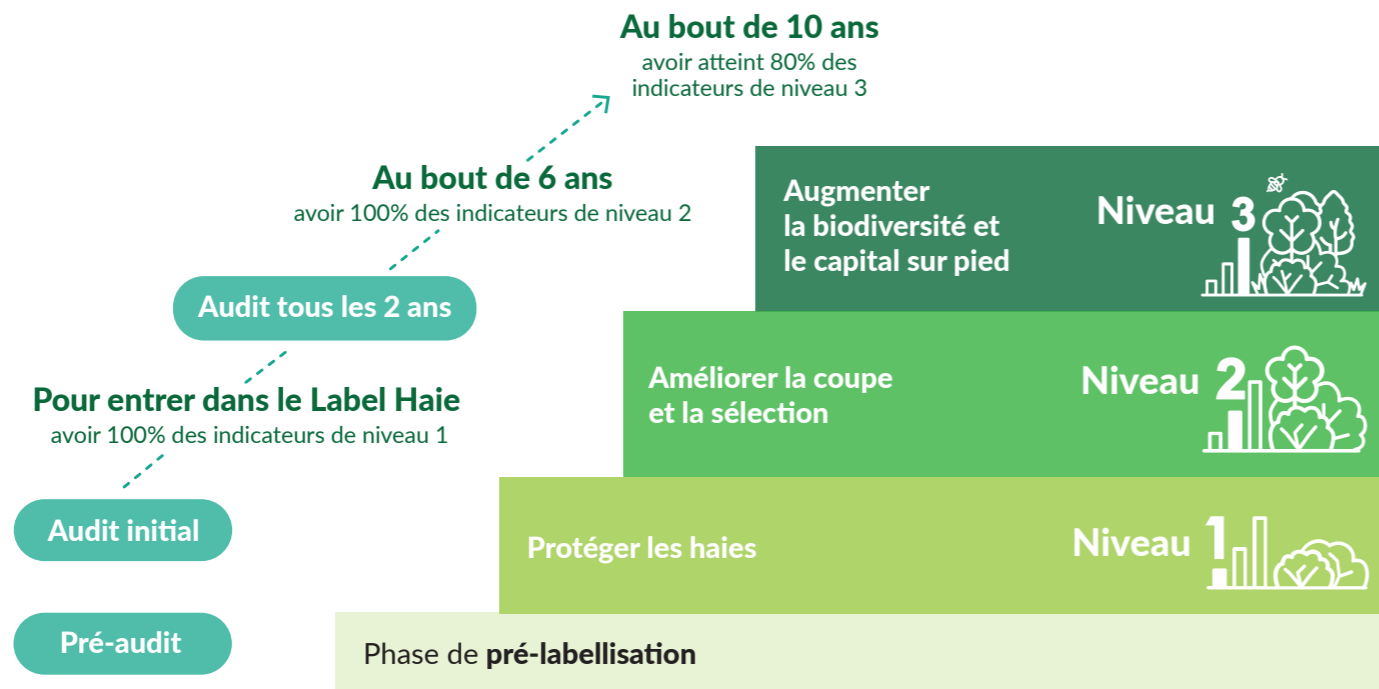 Au bout de 10 ans
avoir atteint 80% des
indicateurs de niveau 3
Au bout de 6 ans
avoir 100% des indicateurs de niveau 2
Audit tous les 2 ans
Pour entrer dans le Label Haie
avoir 100% des indicateurs de niveau 1
Audit initial
Pré-audit
Augmenter
la biodiversité et
le capital sur pied
Niveau 3
Améliorer la coupe
et la sélection
Niveau 2
Protéger les haies
Niveau 1
Phase de pré-labellisation